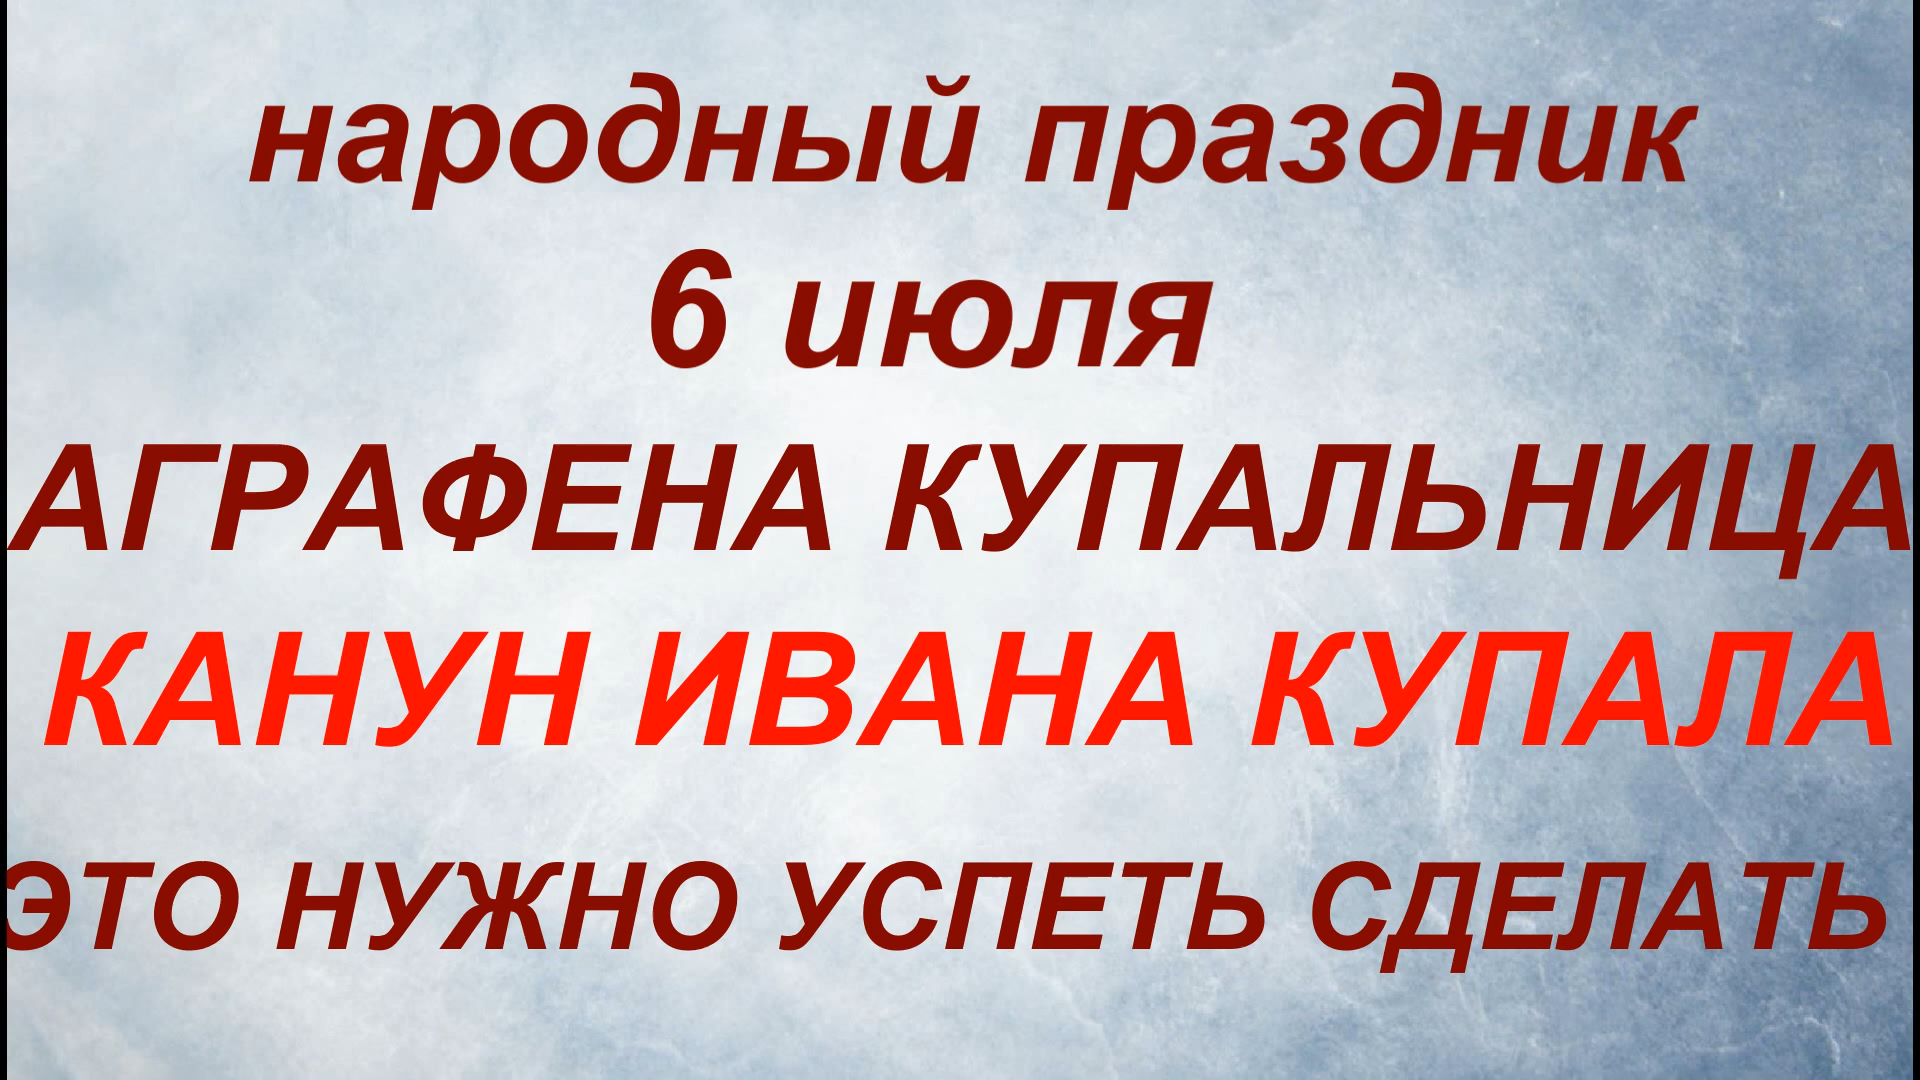 народный праздник
6 июля
АГРАФЕНА КУПАЛЬНИЦА
КАНУН ИВАНА КУПАЛА
ЭТО НУЖНО УСПЕТЬ СДЕЛАТЬ